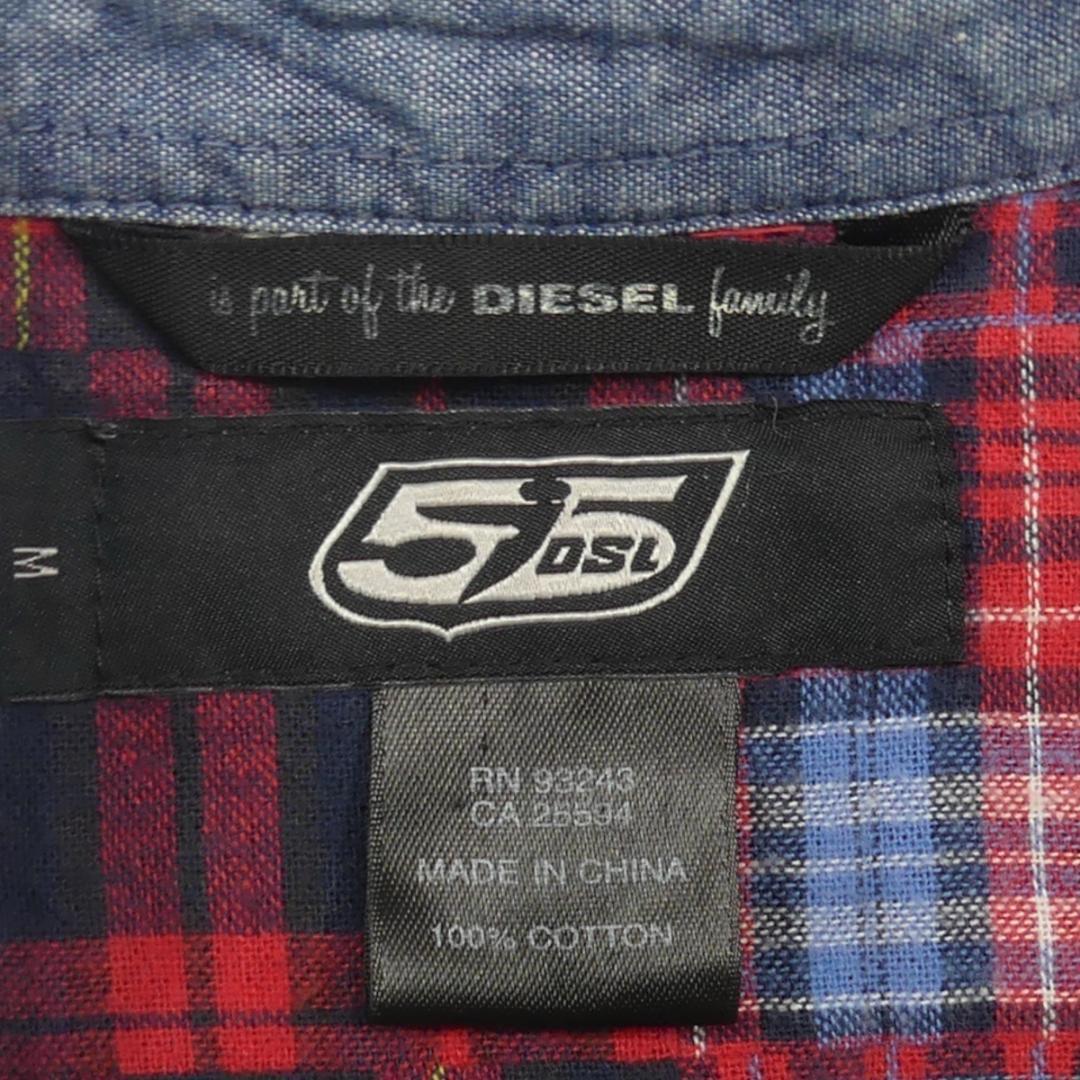 is part of the DIESEL family
55 DSL
M
RN 93243
CA 25594
MADE IN CHINA
100% COTTON